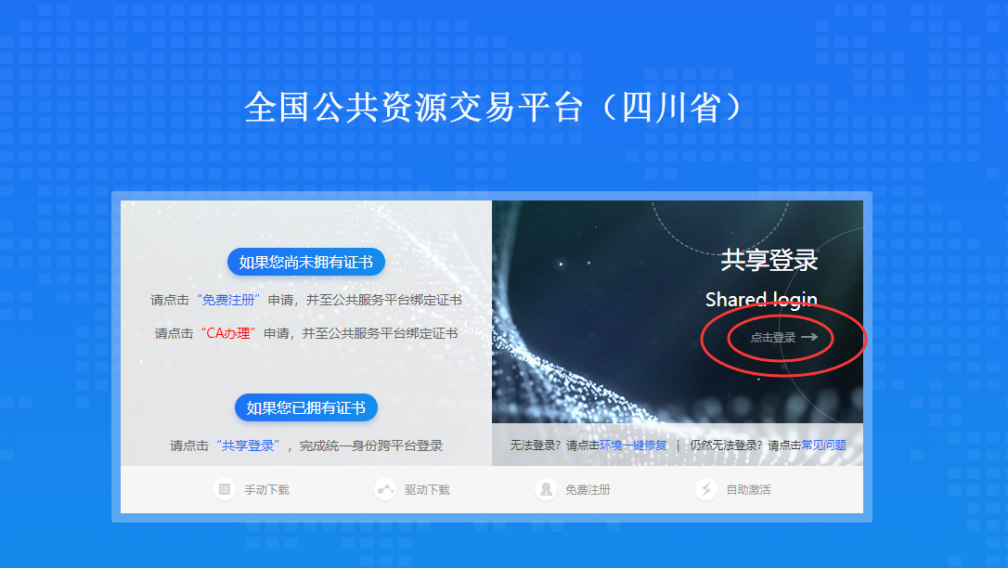 全国公共资源交易平台（四川省）
如果您尚未拥有证书
请点击“免费注册”申请，并至公共服务平台绑定证书
请点击“CA办理”申请，并至公共服务平台绑定证书
如果您已拥有证书
请点击“共享登录”，完成统一身份跨平台登录
共享登录
Shared login
点击登录
无法登录？请点击环境一键修复 | 仍然无法登录？请点击常见问题
手动下载 驱动下载 免费注册 自助激活